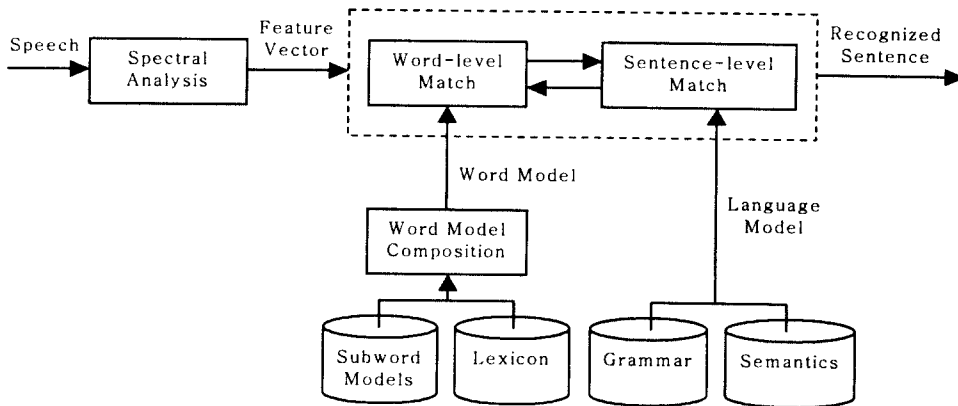 Speech
Spectral
Analysis
Feature
Vector
Word-level
Match
Sentence-level
Match
Recognized
Sentence
Word Model
Language
Model
Word Model
Composition
Subword
Models
Lexicon
Grammar
Semantics